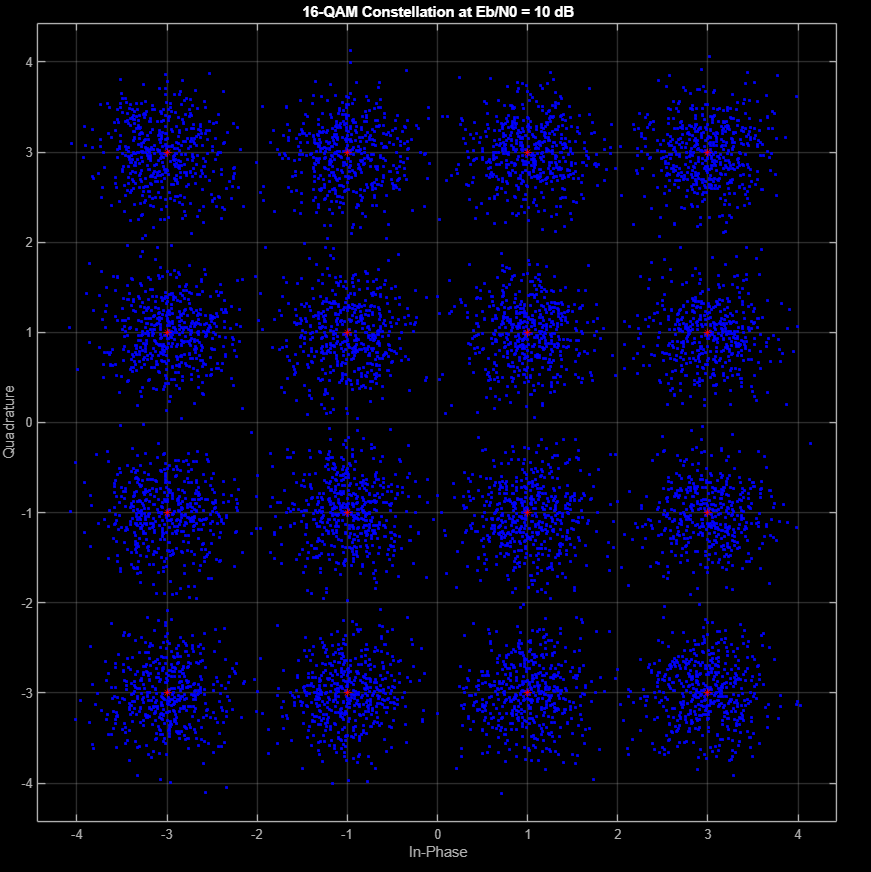 16-QAM Constellation at Eb/N0 = 10 dB
4
3
2
1
0
-1
-2
-3
-4
Quadrature
-4 -3 -2 -1 0 1 2 3 4
In-Phase